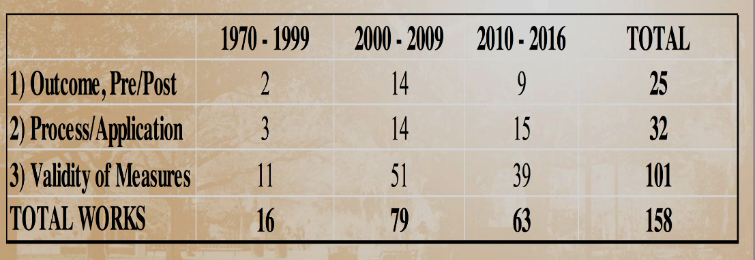 1970 - 1999 2000 - 2009 2010 - 2016 TOTAL
1) Outcome, Pre/Post 2 14 9 25
2) Process/Application 3 14 15 32
3) Validity of Measures 11 51 39 101
TOTAL WORKS 16 79 63 158